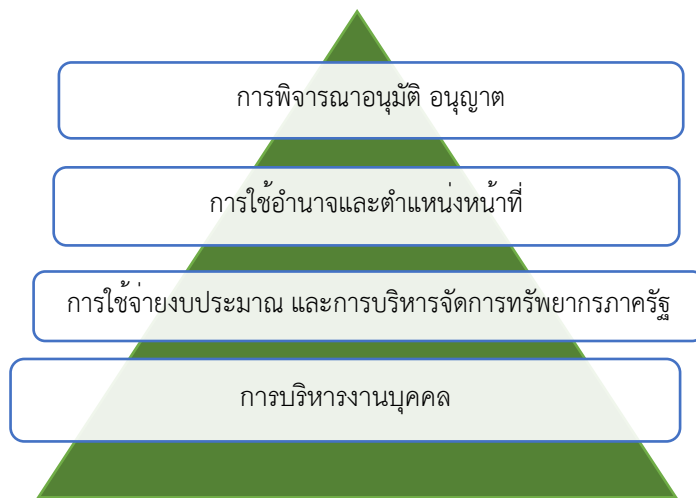 การพิจารณาอนุมัติ อนุญาต
การใช้อำนาจและตำแหน่งหน้าที่
การใช้จ่ายงบประมาณ และการบริหารจัดการทรัพยากรภาครัฐ
การบริหารงานบุคคล